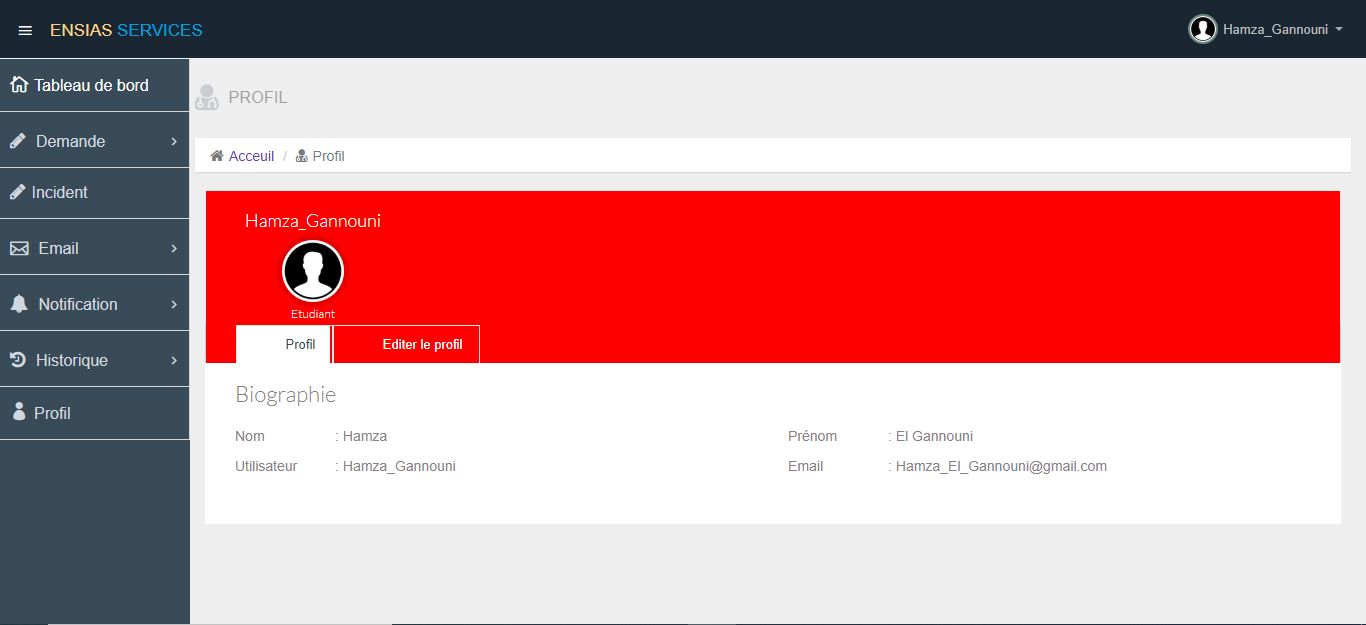 ENSIAS SERVICES
Hamza_Gannouni
Tableau de bord
Demande
Incident
Email
Notification
Historique
Profil
PROFIL
Acceuil / Profil
Hamza_Gannouni
Etudiant
Profil Editer le profil
Biographie
Nom : Hamza Prénom : El Gannouni
Utilisateur : Hamza_Gannouni Email : Hamza_El_Gannouni@gmail.com